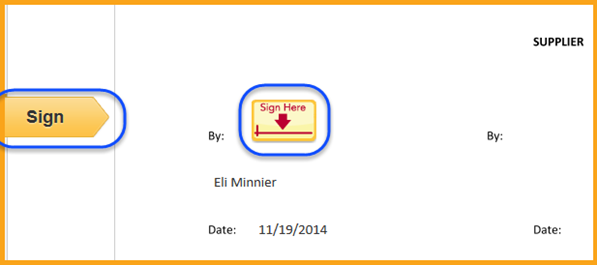 SUPPLIER
Sign
Sign Here
By:
By:
Eli Minnier
Date: 11/19/2014
Date: